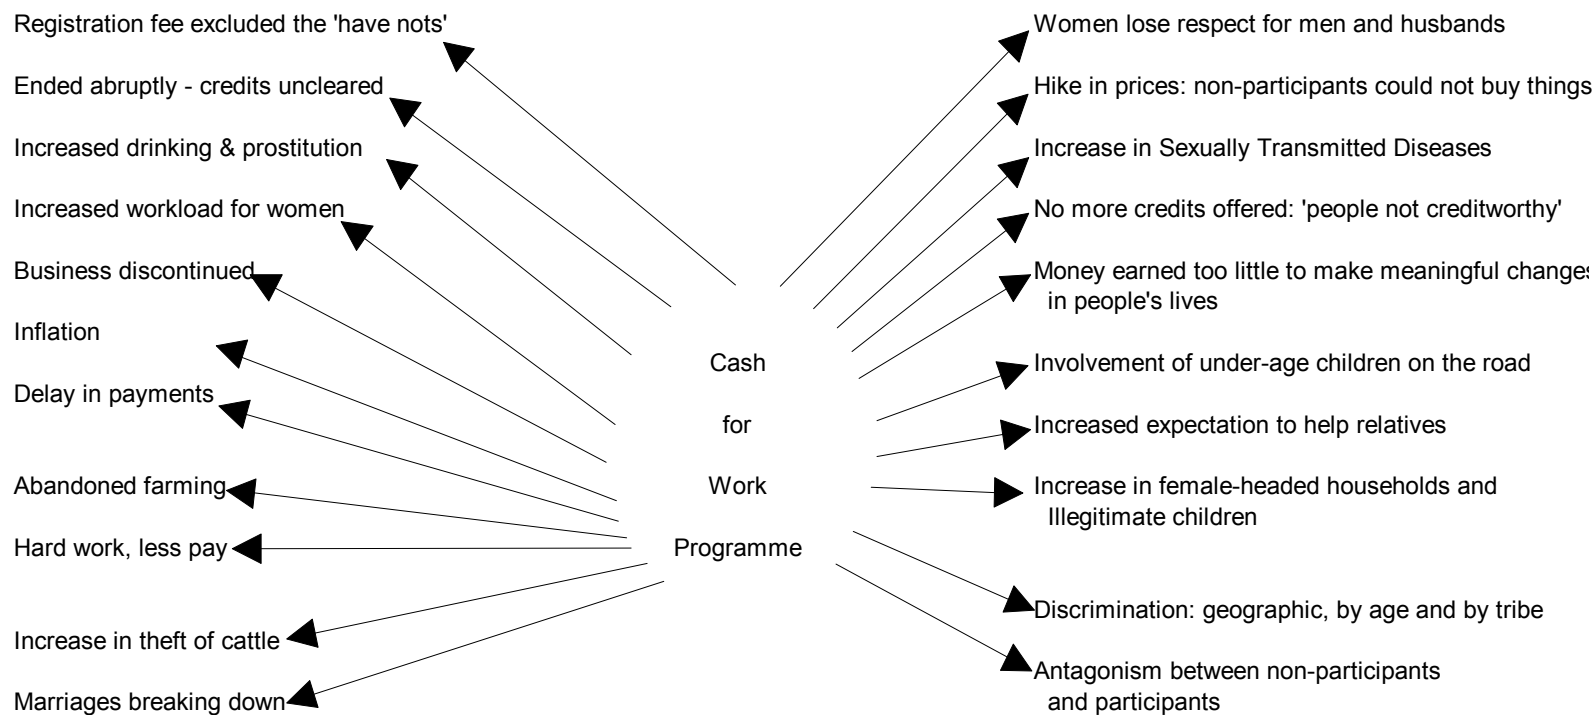 Registration fee excluded the 'have nots'
Ended abruptly - credits uncleared
Increased drinking & prostitution
Increased workload for women
Business discontinued
Inflation
Delay in payments
Abandoned farming
Hard work, less pay
Increase in theft of cattle
Marriages breaking down
Cash
for
Work
Programme
Women lose respect for men and husbands
Hike in prices: non-participants could not buy things
Increase in Sexually Transmitted Diseases
No more credits offered: 'people not creditworthy'
Money earned too little to make meaningful changes
in people's lives
Involvement of under-age children on the road
Increased expectation to help relatives
Increase in female-headed households and
Illegitimate children
Discrimination: geographic, by age and by tribe
Antagonism between non-participants
and participants